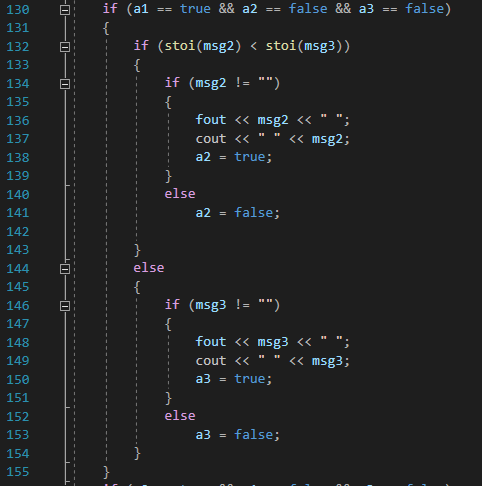 130 if (a1 == true && a2 == false && a3 == false)
131 {
132 if (stoi(msg2) < stoi(msg3))
133 {
134 if (msg2 != "")
135 {
136 fout << msg2 << " ";
137 cout << " " << msg2;
138 a2 = true;
139 }
140 else
141 a2 = false;
142
143 }
144 else
145 {
146 if (msg3 != "")
147 {
148 fout << msg3 << " ";
149 cout << " " << msg3;
150 a3 = true;
151 }
152 else
153 a3 = false;
154 }
155 }